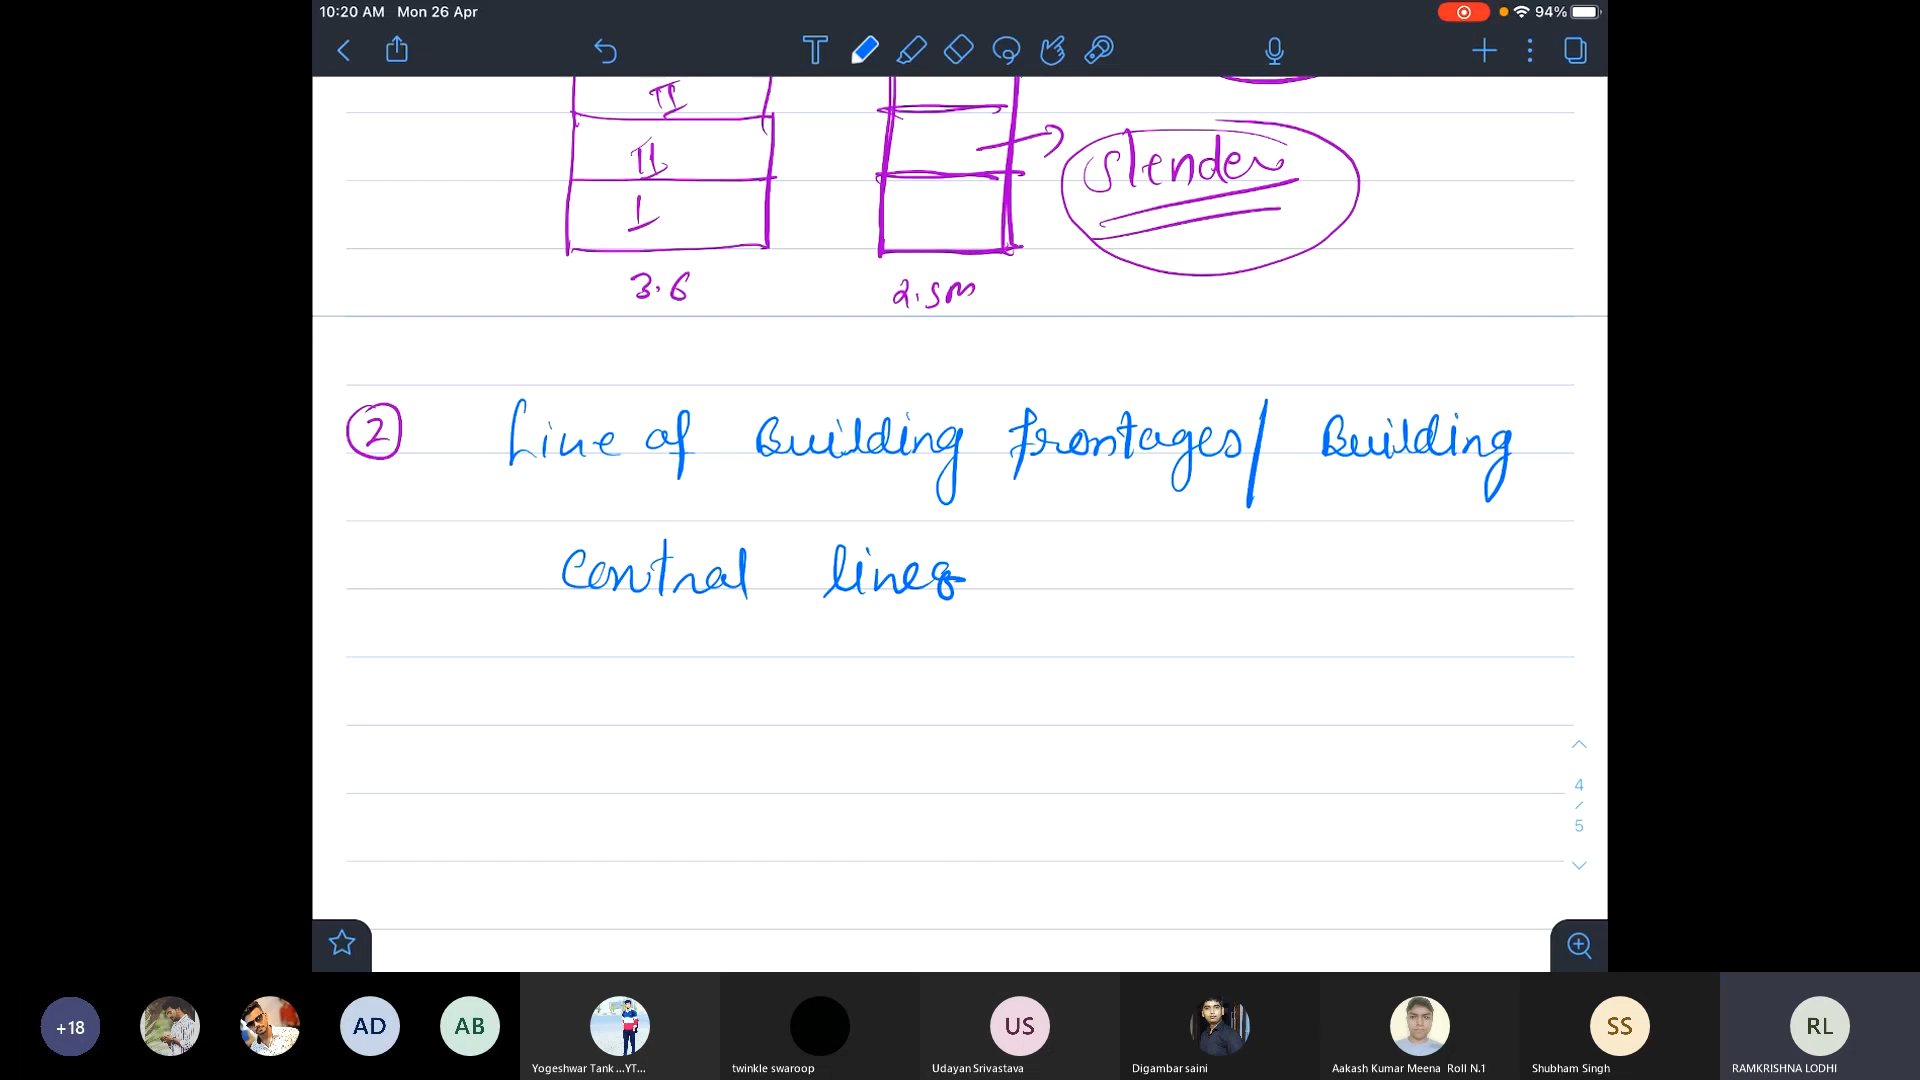 10:20 AM Mon 26 Apr
94%
T
II
II
I
Slender
3.6
2.5m
2 Line of Building frontages/ Building
control lines
4
/
5
+18
AD
AB
US
SS
RL
Yogeshwar Tank ...YT...
twinkle swaroop
Udayan Srivastava
Digambar saini
Aakash Kumar Meena Roll N.1
Shubham Singh
RAMKRISHNA LODHI